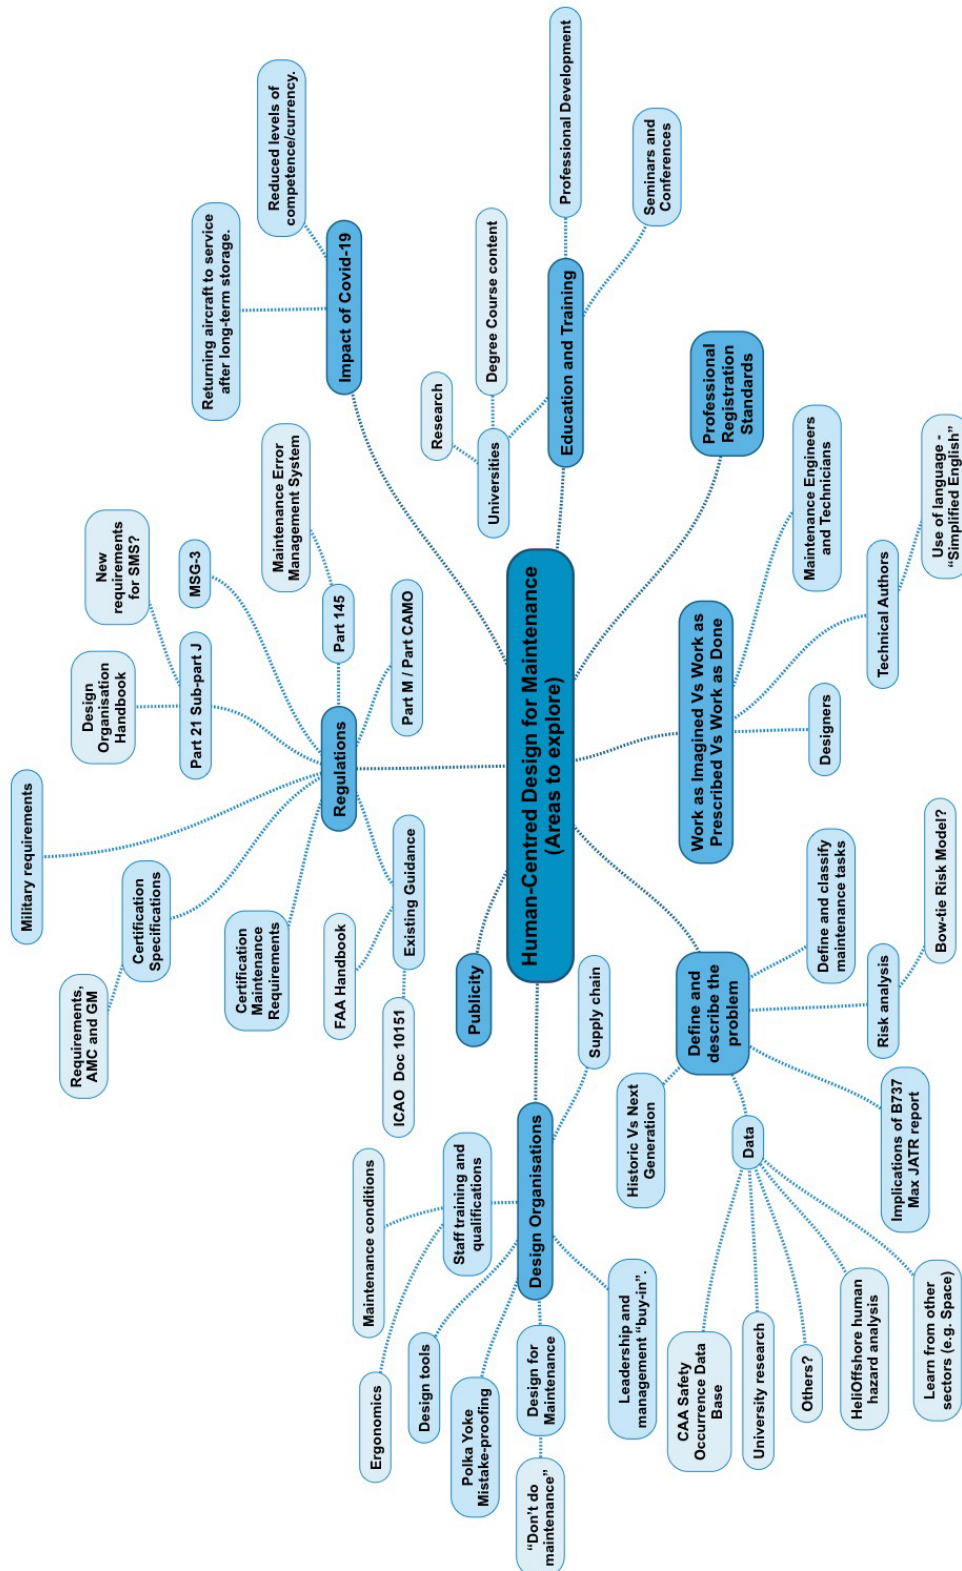 Human-Centred Design for Maintenance
(Areas to explore)
Regulations
Military requirements
Requirements,
AMC and GM
Certification
Specifications
Certification
Maintenance
Requirements
FAA Handbook
ICAO Doc 10151
Existing Guidance
Design
Organisation
Handbook
New
requirements
for SMS?
Part 21 Sub-part J
MSG-3
Maintenance Error
Management System
Part 145
Part M / Part CAMO
Impact of Covid-19
Returning aircraft to service
after long-term storage.
Reduced levels of
competence/currency.
Education and Training
Research
Degree Course content
Universities
Professional Development
Seminars and
Conferences
Professional
Registration
Standards
Work as Imagined Vs Work as
Prescribed Vs Work as Done
Maintenance Engineers
and Technicians
Technical Authors
Use of language -
“Simplified English”
Designers
Define and
describe the
problem
Define and classify
maintenance tasks
Risk analysis
Bow-tie Risk Model?
Implications of B737
Max JATR report
Data
Historic Vs Next
Generation
CAA Safety
Occurrence Data
Base
University research
Others?
HeliOffshore human
hazard analysis
Learn from other
sectors (e.g. Space)
Publicity
Design Organisations
Supply chain
Maintenance conditions
Staff training and
qualifications
Ergonomics
Design tools
Polka Yoke
Mistake-proofing
Design for
Maintenance
“Don’t do
maintenance”
Leadership and
management “buy-in”.